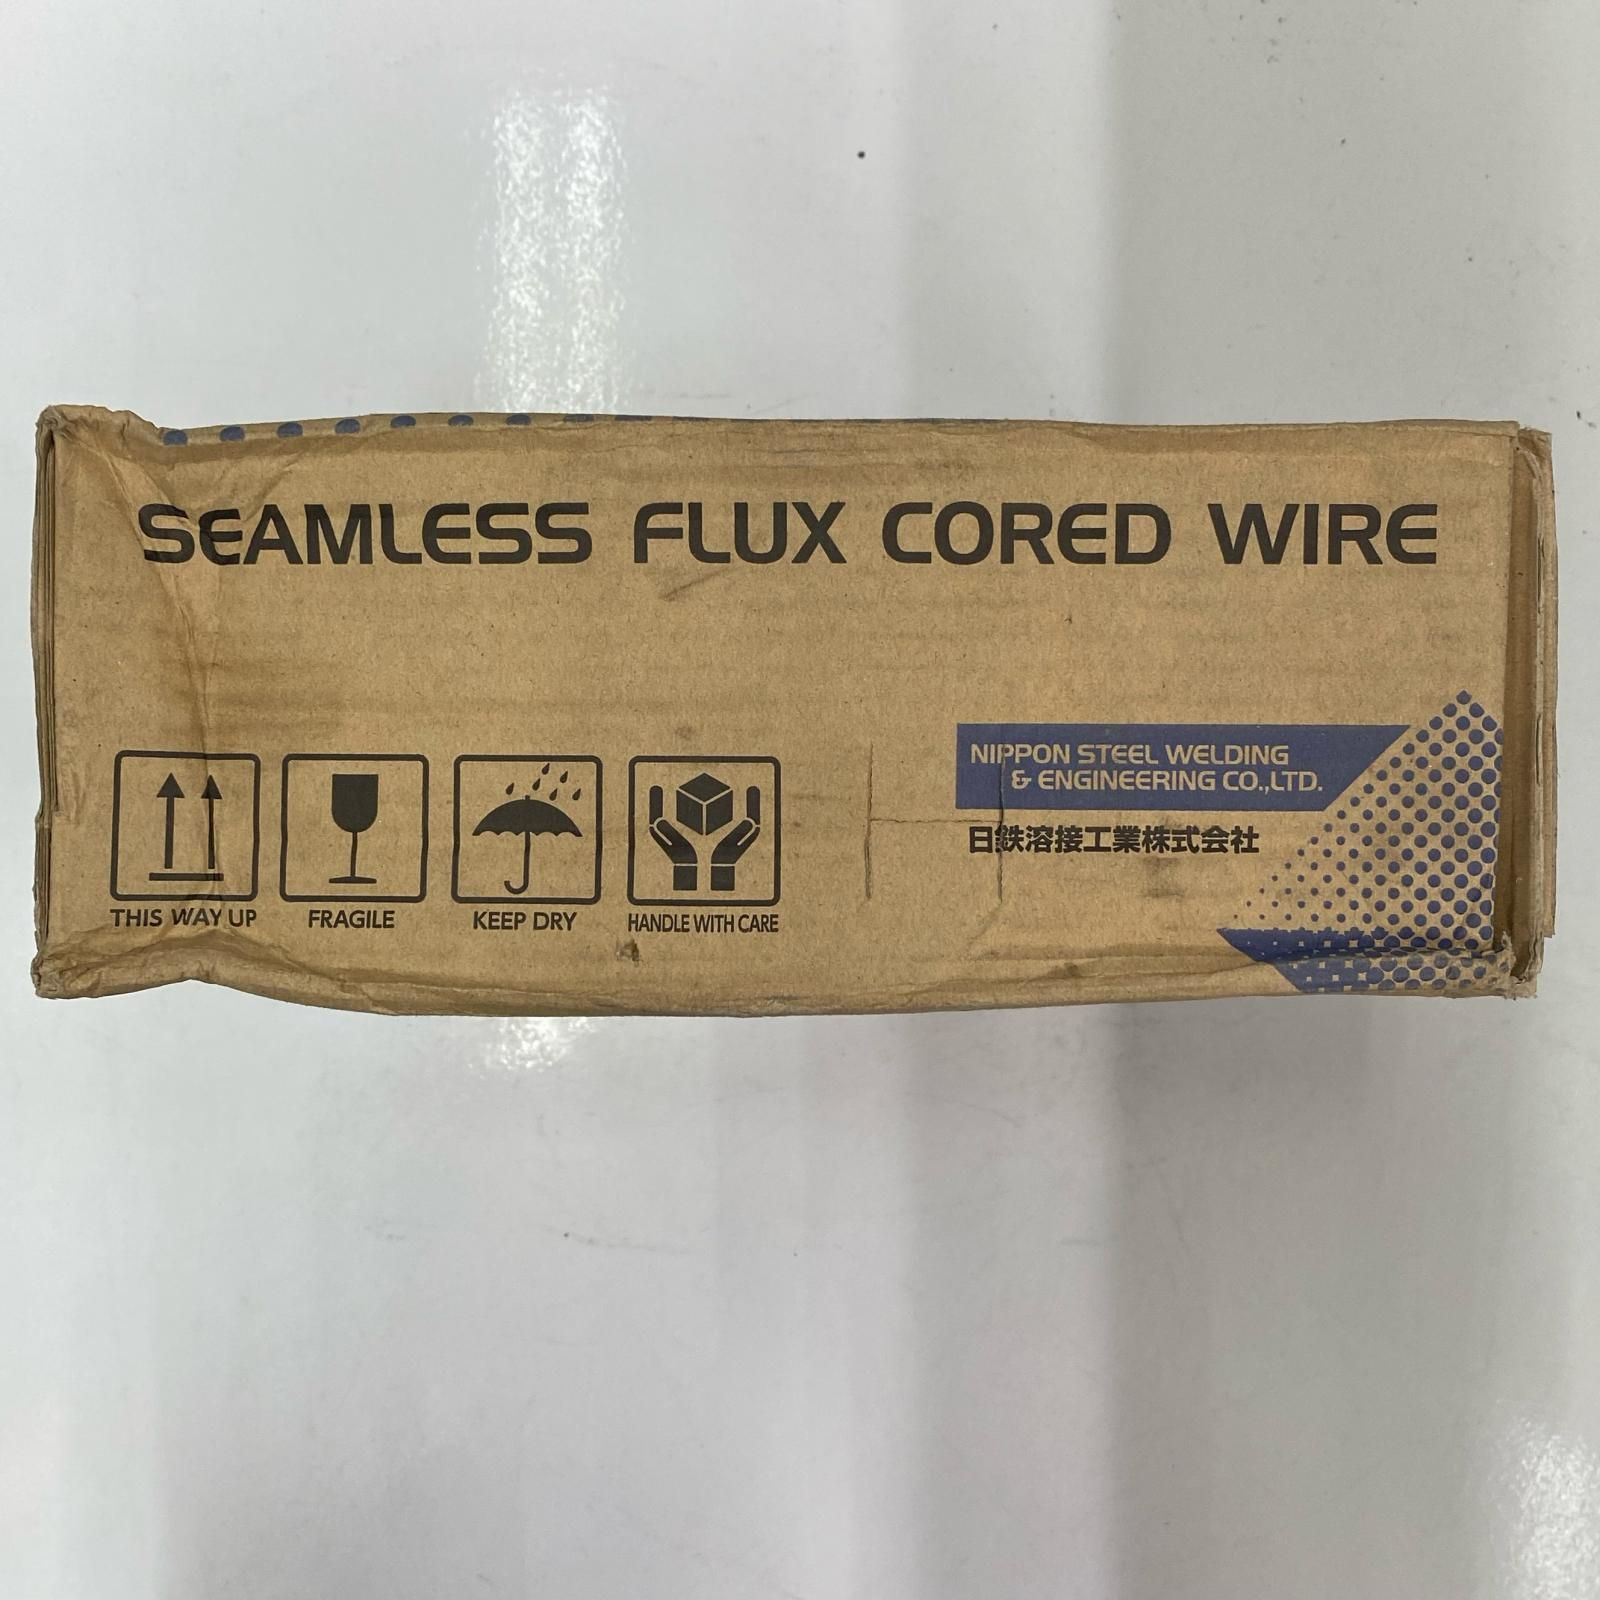 SEAMLESS FLUX CORED WIRE
NIPPON STEEL WELDING
& ENGINEERING CO.,LTD.
日鉄溶接工業株式会社
THIS WAY UP
FRAGILE
KEEP DRY
HANDLE WITH CARE